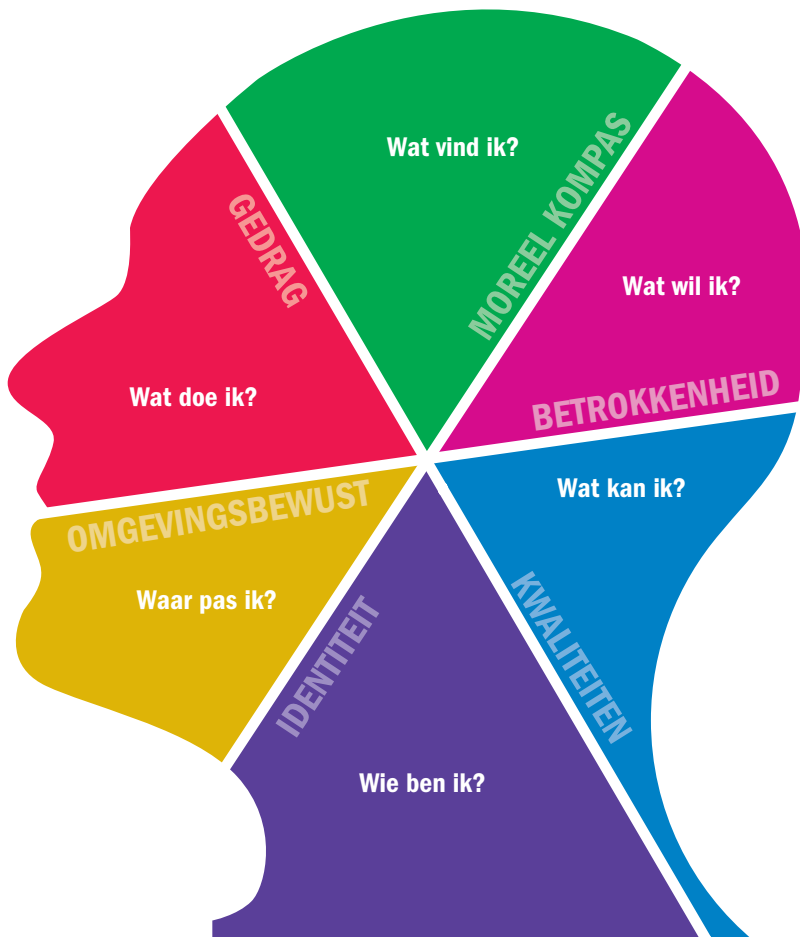 Wat vind ik?
MOREEL KOMPAS
GEDRAG
Wat doe ik?
Wat wil ik?
BETROKKENHEID
Wat kan ik?
KWALITEITEN
OMGEVINGSBEWUST
Waar pas ik?
IDENTITEIT
Wie ben ik?